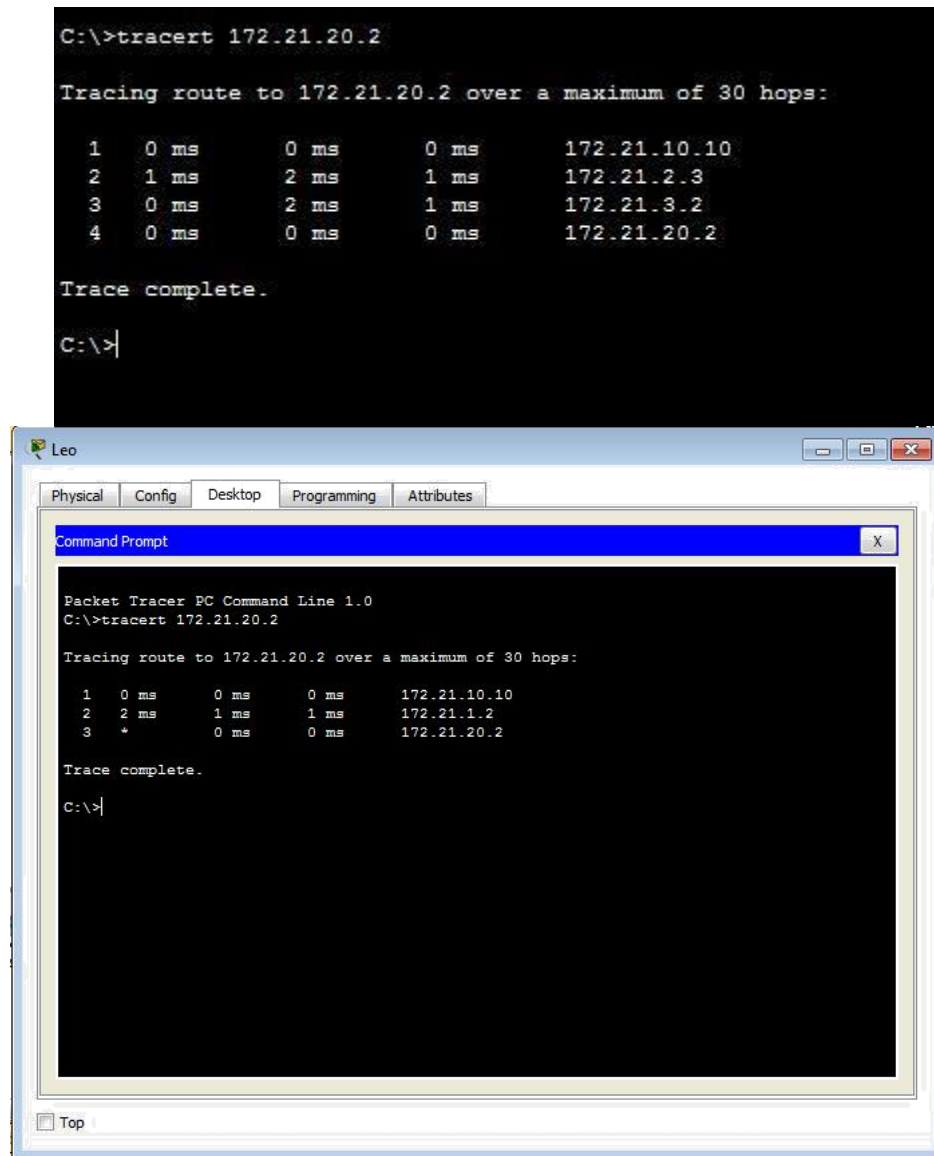 C:\>tracert 172.21.20.2
Tracing route to 172.21.20.2 over a maximum of 30 hops:
1 0 ms 0 ms 0 ms 172.21.10.10
2 1 ms 2 ms 1 ms 172.21.2.3
3 0 ms 2 ms 1 ms 172.21.3.2
4 0 ms 0 ms 0 ms 172.21.20.2
Trace complete.
C:\>
Leo
Physical Config Desktop Programming Attributes
Command Prompt X
Packet Tracer PC Command Line 1.0
C:\>tracert 172.21.20.2
Tracing route to 172.21.20.2 over a maximum of 30 hops:
1 0 ms 0 ms 0 ms 172.21.10.10
2 2 ms 1 ms 1 ms 172.21.1.2
3 * 0 ms 0 ms 172.21.20.2
Trace complete.
C:\>
Top